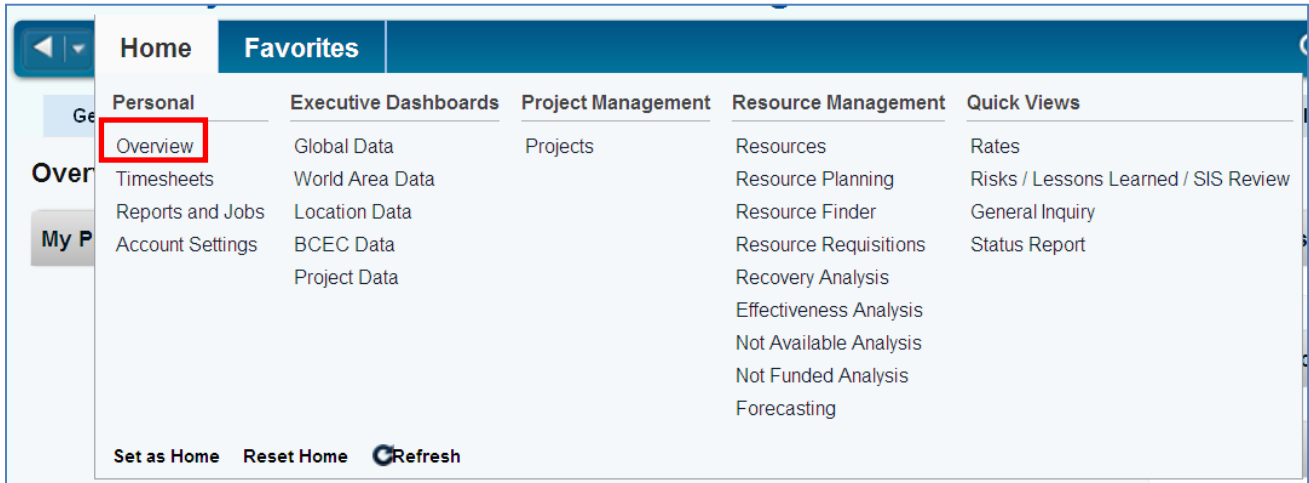 Home Favorites
Personal Executive Dashboards Project Management Resource Management Quick Views
Ge
Overview Global Data Projects Resources Rates
Over
Timesheets World Area Data Resource Planning Risks / Lessons Learned / SIS Review
Reports and Jobs Location Data Resource Finder General Inquiry
My P
Account Settings BCEC Data Resource Requisitions Status Report
Project Data Recovery Analysis
Effectiveness Analysis
Not Available Analysis
Not Funded Analysis
Forecasting
Set as Home Reset Home Refresh